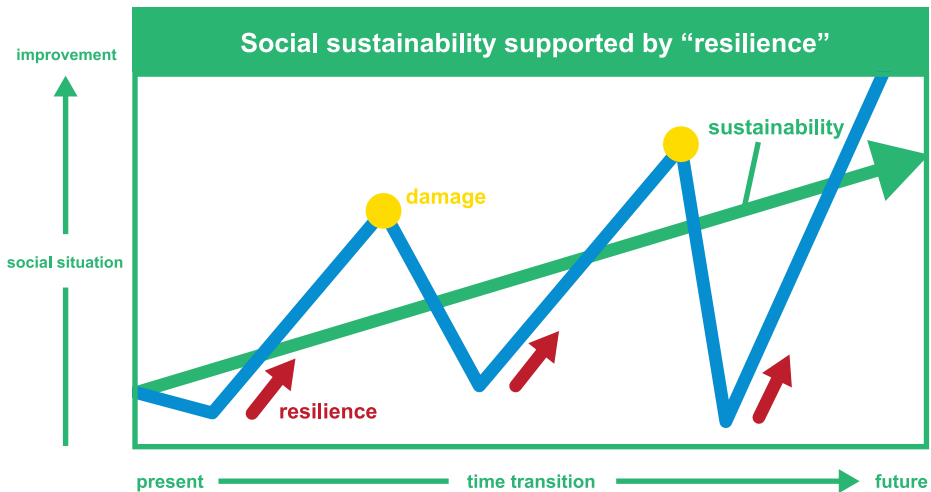 Social sustainability supported by “resilience”
improvement
sustainability
damage
social situation
resilience
present
time transition
future